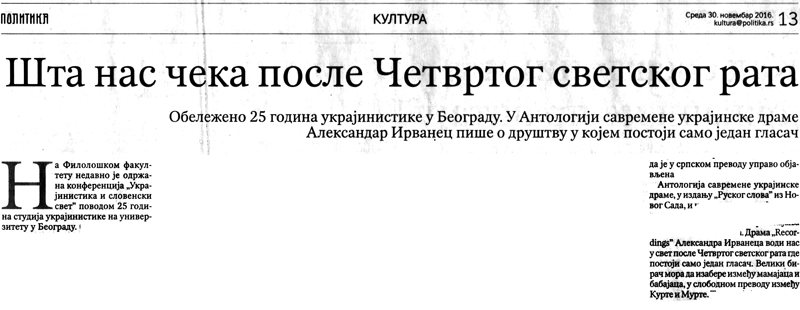 ПОЛИТИКА
КУЛТУРА
Среда 30. новембар 2016.
kultura@politika.rs
13
Шта нас чека после Четвртог светског рата
Обележено 25 година украјинистике у Београду. У Антологији савремене украјинске драме
Александар Ирванец пише о друштву у којем постоји само један гласач
На Филолошком факул-
тету недавно је одржа-
на конференција „Укра-
јинистика и словенски
свет” поводом 25 годи-
на студија украјинистике на универ-
зитету у Београду.
да је у српском преводу управо обја-
вљена
Антологија савремене украјинске
драме, у издању „Руског слова” из Но-
вог Сада, и
. Драма „Recor-
dings” Александра Ирванеца води нас
у свет после Четвртог светског рата где
постоји само један гласач. Велики би-
рач мора да изабере између мамајаца и
бабајаца, у слободном преводу између
Курте и Мурте.